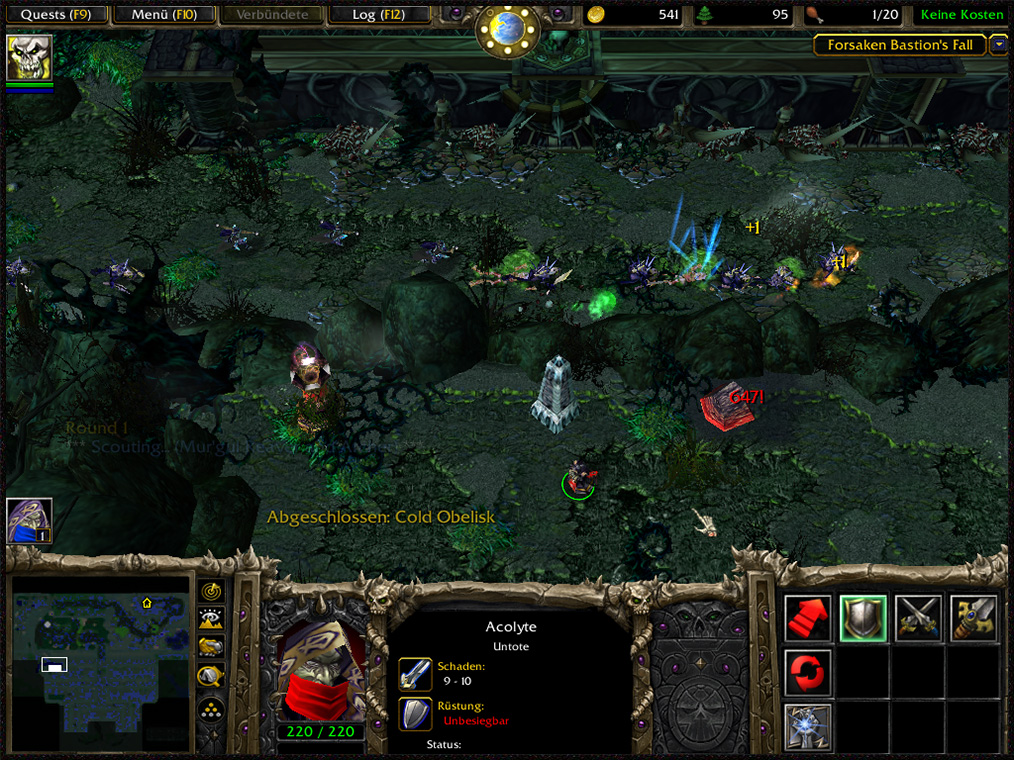 Quests (F9)
Menü (F10)
Verbündete
Log (F12)
541
95
1/20
Keine Kosten
Forsaken Bastion's Fall
+1
+1
647!
Round 1
*** Scouting...
Abgeschlossen: Cold Obelisk
1
Acolyte
Untote
Schaden:
9 - 10
Rüstung:
Unbesiegbar
Status:
220 / 220